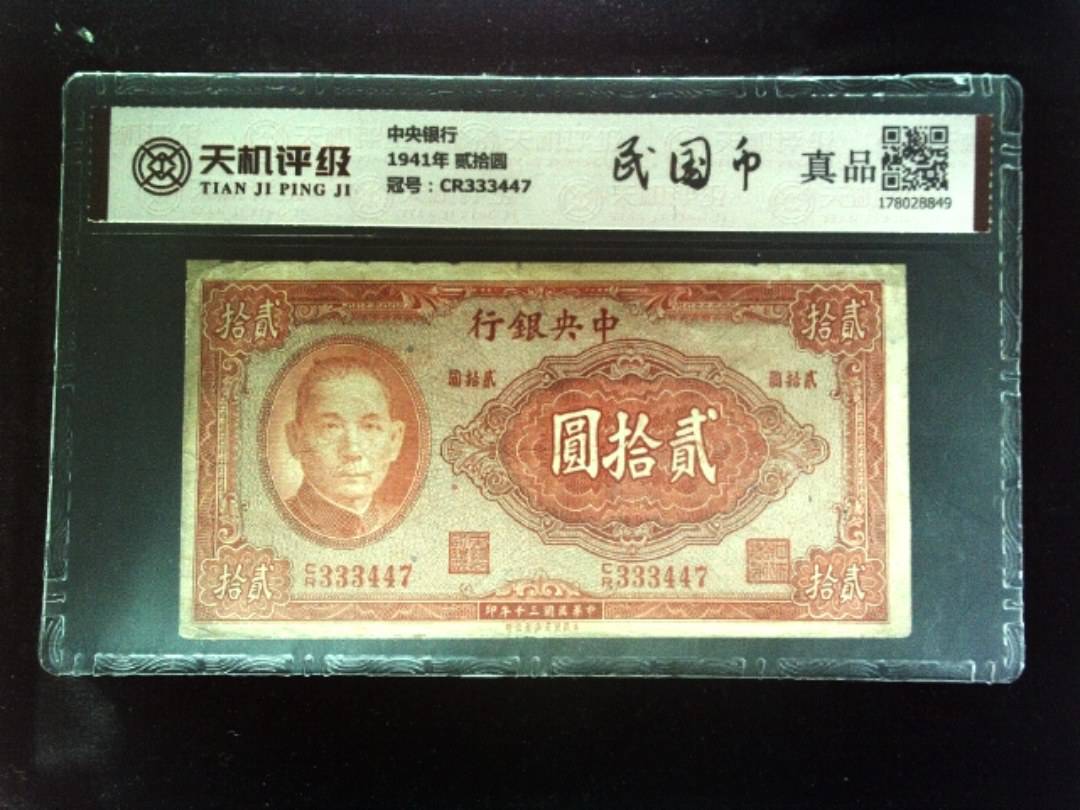 天机评级
TIAN JI PING JI
中央银行
1941年 贰拾圆
冠号：CR333447
民国币
真品
178028849
拾貳
行銀央中
拾貳
圓拾貳
圓拾貳
圓拾貳
拾貳
C/R 333447
C/R 333447
拾貳
印年十三國民華中